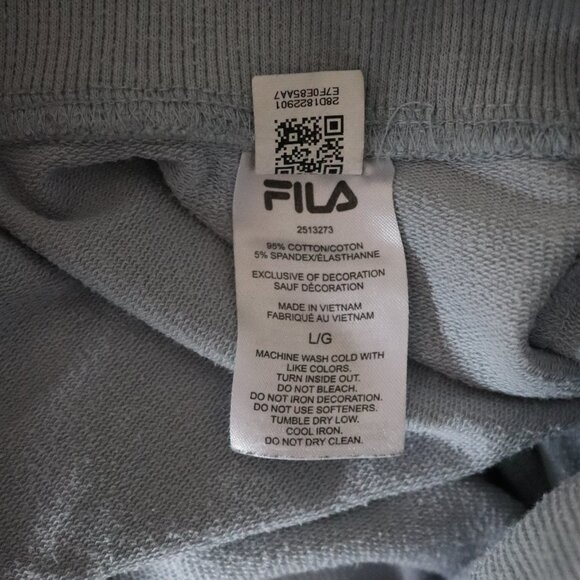 28D1822901
E7F0E85AA7
FILA
2513273
95% COTTON/COTON
5% SPANDEX/ÉLASTHANNE
EXCLUSIVE OF DECORATION
SAUF DÉCORATION
MADE IN VIETNAM
FABRIQUÉ AU VIETNAM
L/G
MACHINE WASH COLD WITH
LIKE COLORS.
TURN INSIDE OUT.
DO NOT BLEACH.
DO NOT IRON DECORATION.
DO NOT USE SOFTENERS.
TUMBLE DRY LOW.
COOL IRON.
DO NOT DRY CLEAN.